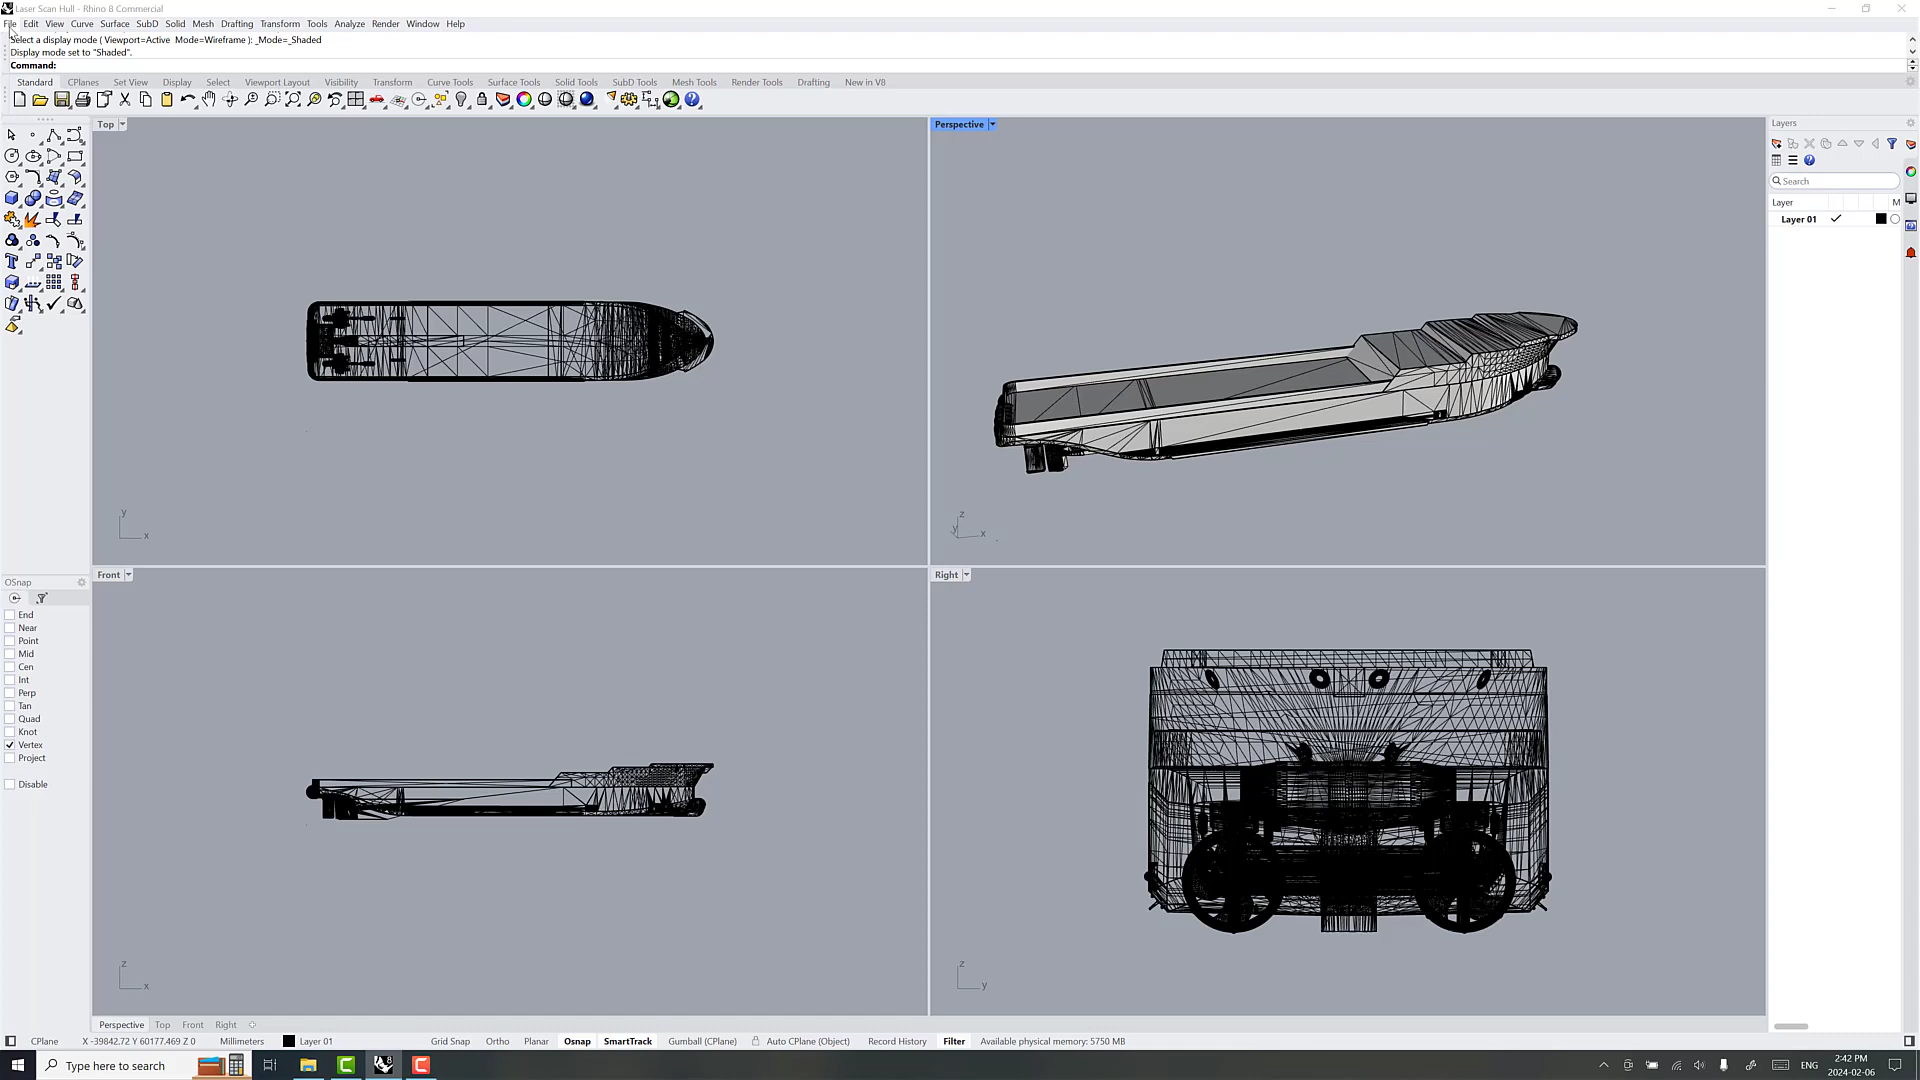 Laser Scan Hull - Rhino 8 Commercial
File Edit View Curve Surface SubD Solid Mesh Drafting Transform Tools Analyze Render Window Help
Select a display mode ( Viewport=Active Mode=Wireframe ): _Mode=_Shaded
Display mode set to "Shaded".
Command:
Standard CPlanes Set View Display Select Viewport Layout Visibility Transform Curve Tools Surface Tools Solid Tools SubD Tools Mesh Tools Render Tools Drafting New in V8
Top
Perspective
Layers
Search
Layer M
Layer 01
y
x
z
y
x
OSnap
Front
Right
End
Near
Point
Mid
Cen
Int
Perp
Tan
Quad
Knot
Vertex
Project
Disable
z
x
z
y
Perspective Top Front Right
CPlane X -39842.72 Y 60177.469 Z 0 Millimeters Layer 01 Grid Snap Ortho Planar Osnap SmartTrack Gumball (CPlane) Auto CPlane (Object) Record History Filter Available physical memory: 5750 MB
Type here to search
8
ENG
2:42 PM
2024-02-06